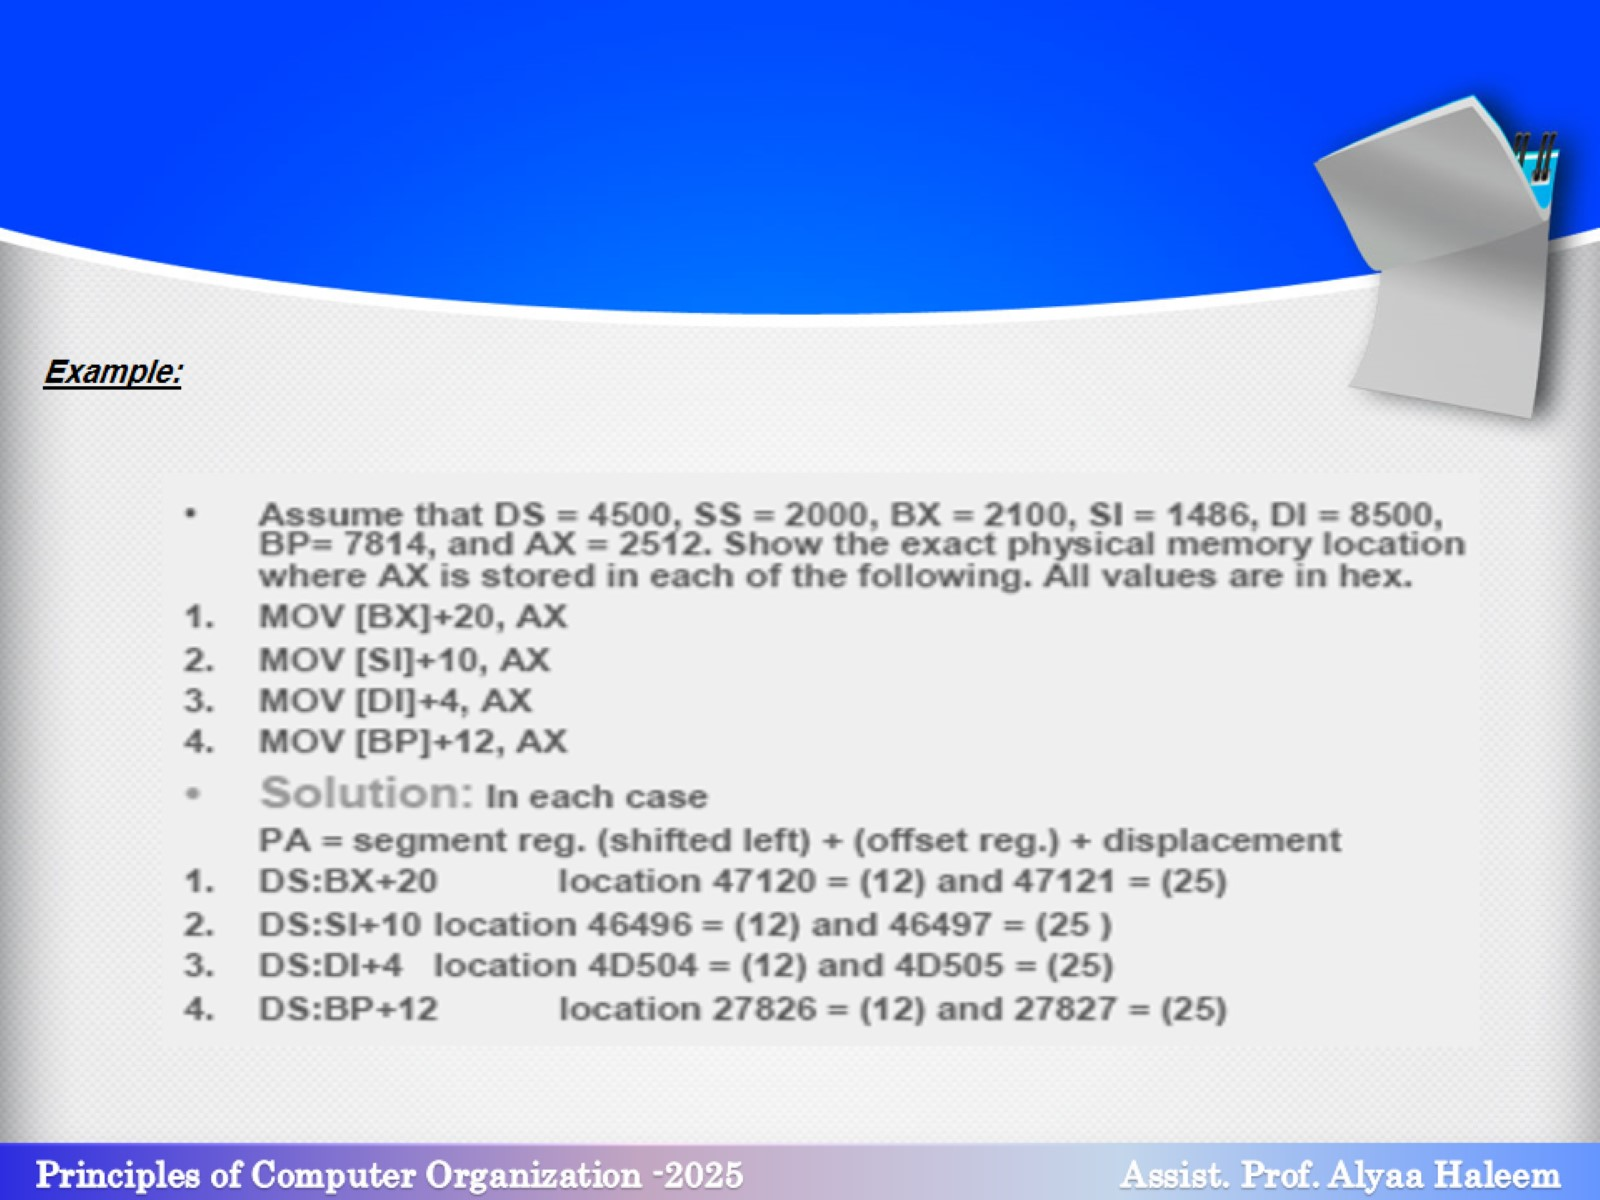 Example:
• Assume that DS = 4500, SS = 2000, BX = 2100, SI = 1486, DI = 8500,
BP= 7814, and AX = 2512. Show the exact physical memory location
where AX is stored in each of the following. All values are in hex.
1. MOV [BX]+20, AX
2. MOV [SI]+10, AX
3. MOV [DI]+4, AX
4. MOV [BP]+12, AX
• Solution: In each case
PA = segment reg. (shifted left) + (offset reg.) + displacement
1. DS:BX+20 location 47120 = (12) and 47121 = (25)
2. DS:SI+10 location 46496 = (12) and 46497 = (25 )
3. DS:DI+4 location 4D504 = (12) and 4D505 = (25)
4. DS:BP+12 location 27826 = (12) and 27827 = (25)
Principles of Computer Organization -2025 Assist. Prof. Alyaa Haleem